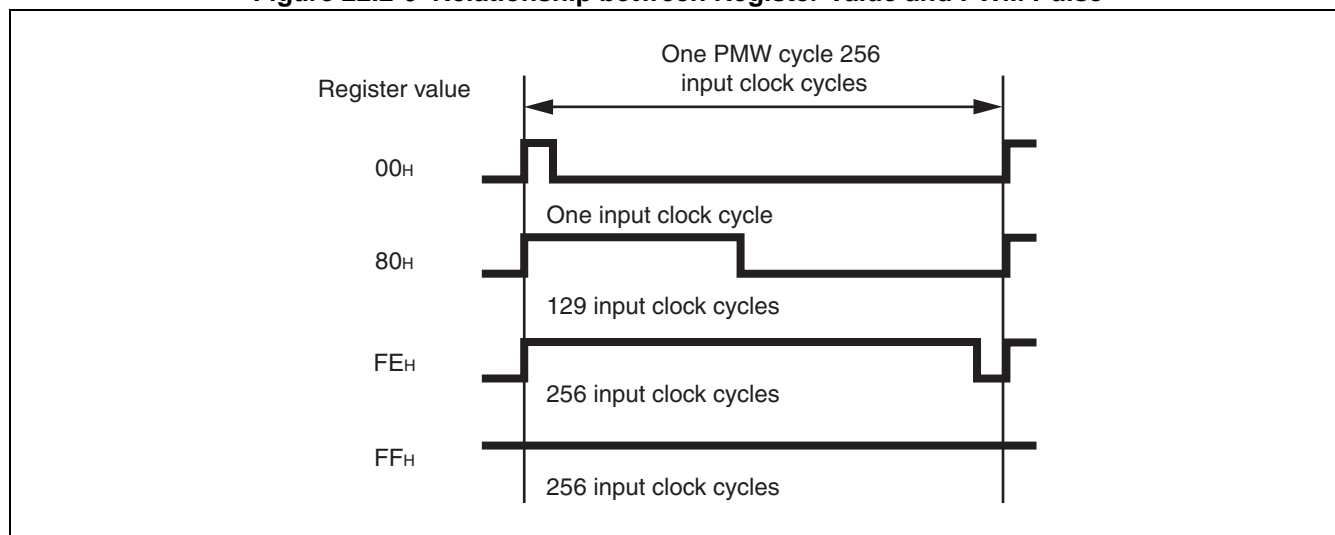 One PMW cycle 256
input clock cycles
Register value
00H
One input clock cycle
80H
129 input clock cycles
FEH
256 input clock cycles
FFH
256 input clock cycles